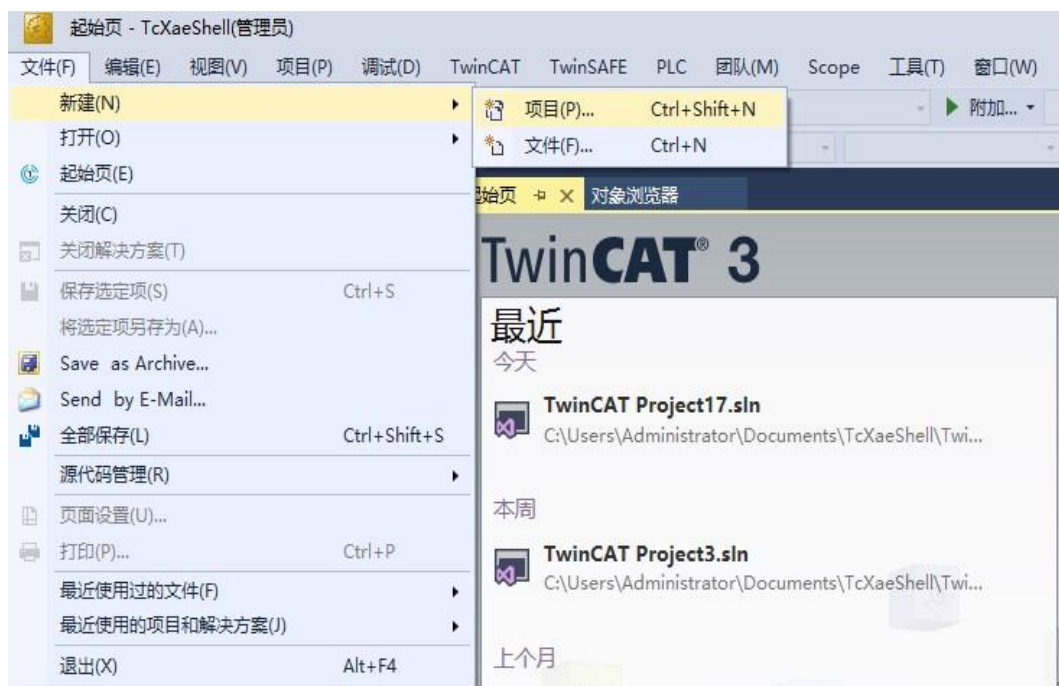 起始页 - TcXaeShell(管理员)
文件(F) 编辑(E) 视图(V) 项目(P) 调试(D) TwinCAT TwinSAFE PLC 团队(M) Scope 工具(T) 窗口(W)
新建(N)
项目(P)... Ctrl+Shift+N
附加...
打开(O)
文件(F)... Ctrl+N
起始页(E)
起始页 对象浏览器
关闭(C)
关闭解决方案(T)
TwinCAT® 3
保存选定项(S) Ctrl+S
将选定项另存为(A)...
最近
今天
Save as Archive...
Send by E-Mail...
TwinCAT Project17.sln
全部保存(L) Ctrl+Shift+S
C:\Users\Administrator\Documents\TcXaeShell\Twi...
源代码管理(R)
页面设置(U)...
本周
打印(P)... Ctrl+P
TwinCAT Project3.sln
C:\Users\Administrator\Documents\TcXaeShell\Twi...
最近使用过的文件(F)
最近使用的项目和解决方案(J)
退出(X) Alt+F4
上个月